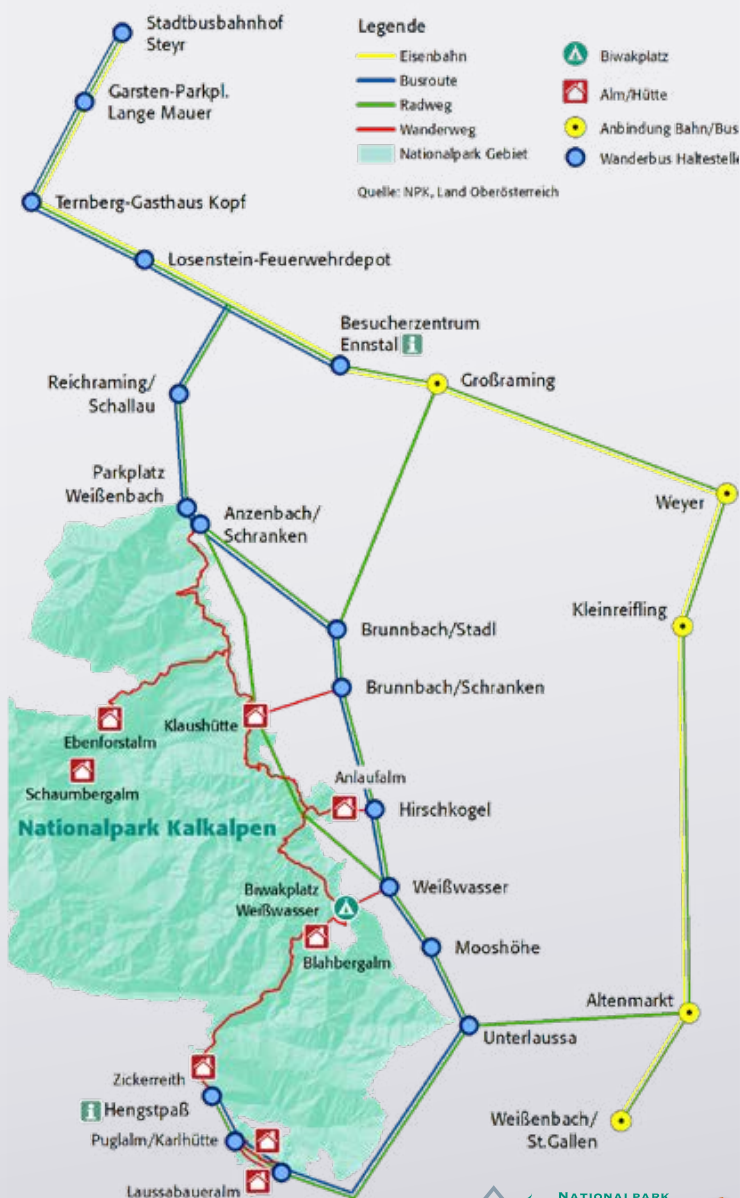 Stadtbusbahnhof
Steyr
Garsten-Parkpl.
Lange Mauer
Ternberg-Gasthaus Kopf
Losenstein-Feuerwehrdepot
Legende
Eisenbahn
Busroute
Radweg
Wanderweg
Nationalpark Gebiet
Biwakplatz
Alm/Hütte
Anbindung Bahn/Bus
Wanderbus Haltestelle
Quelle: NPK, Land Oberösterreich
Besucherzentrum
Ennstal i
Großraming
Reichraming/
Schallau
Parkplatz
Weißenbach
Anzenbach/
Schranken
Weyer
Kleinreifling
Brunnbach/Stadl
Brunnbach/Schranken
Klaushütte
Ebenforstalm
Schaumbergalm
Anlaufalm
Hirschkogel
Nationalpark Kalkalpen
Biwakplatz
Weißwasser
Weißwasser
Blahbergalm
Mooshöhe
Altenmarkt
Unterlaussa
Zickerreith
i Hengstpaß
Puglalm/Karlhütte
Laussabaueralm
Weißenbach/
St.Gallen
NATIONALPARK